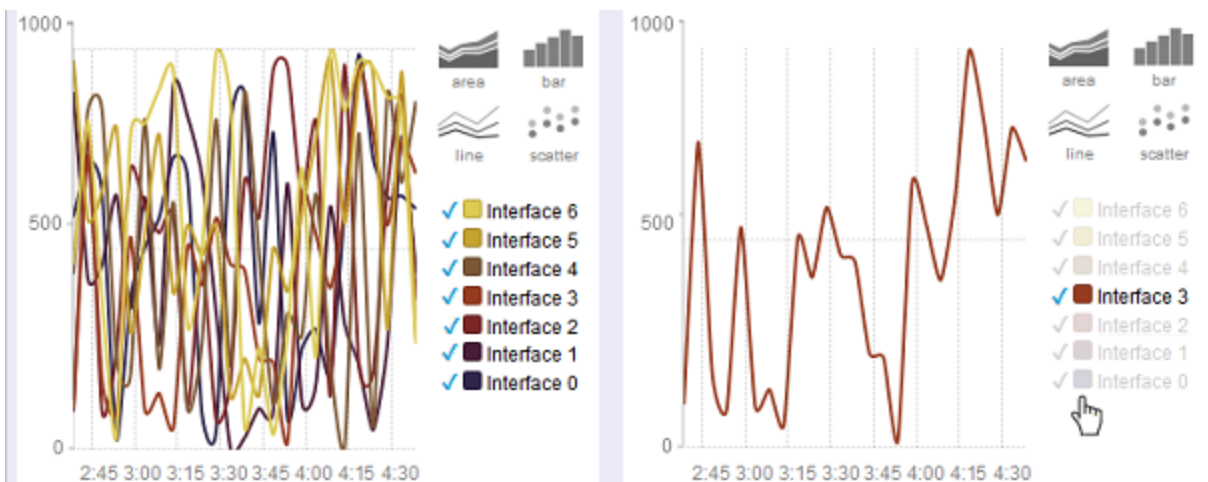 1000
500
0
2:45 3:00 3:15 3:30 3:45 4:00 4:15 4:30
area bar
line scatter
✓ Interface 6
✓ Interface 5
✓ Interface 4
✓ Interface 3
✓ Interface 2
✓ Interface 1
✓ Interface 0
1000
500
0
2:45 3:00 3:15 3:30 3:45 4:00 4:15 4:30
area bar
line scatter
✓ Interface 6
✓ Interface 5
✓ Interface 4
✓ Interface 3
✓ Interface 2
✓ Interface 1
✓ Interface 0